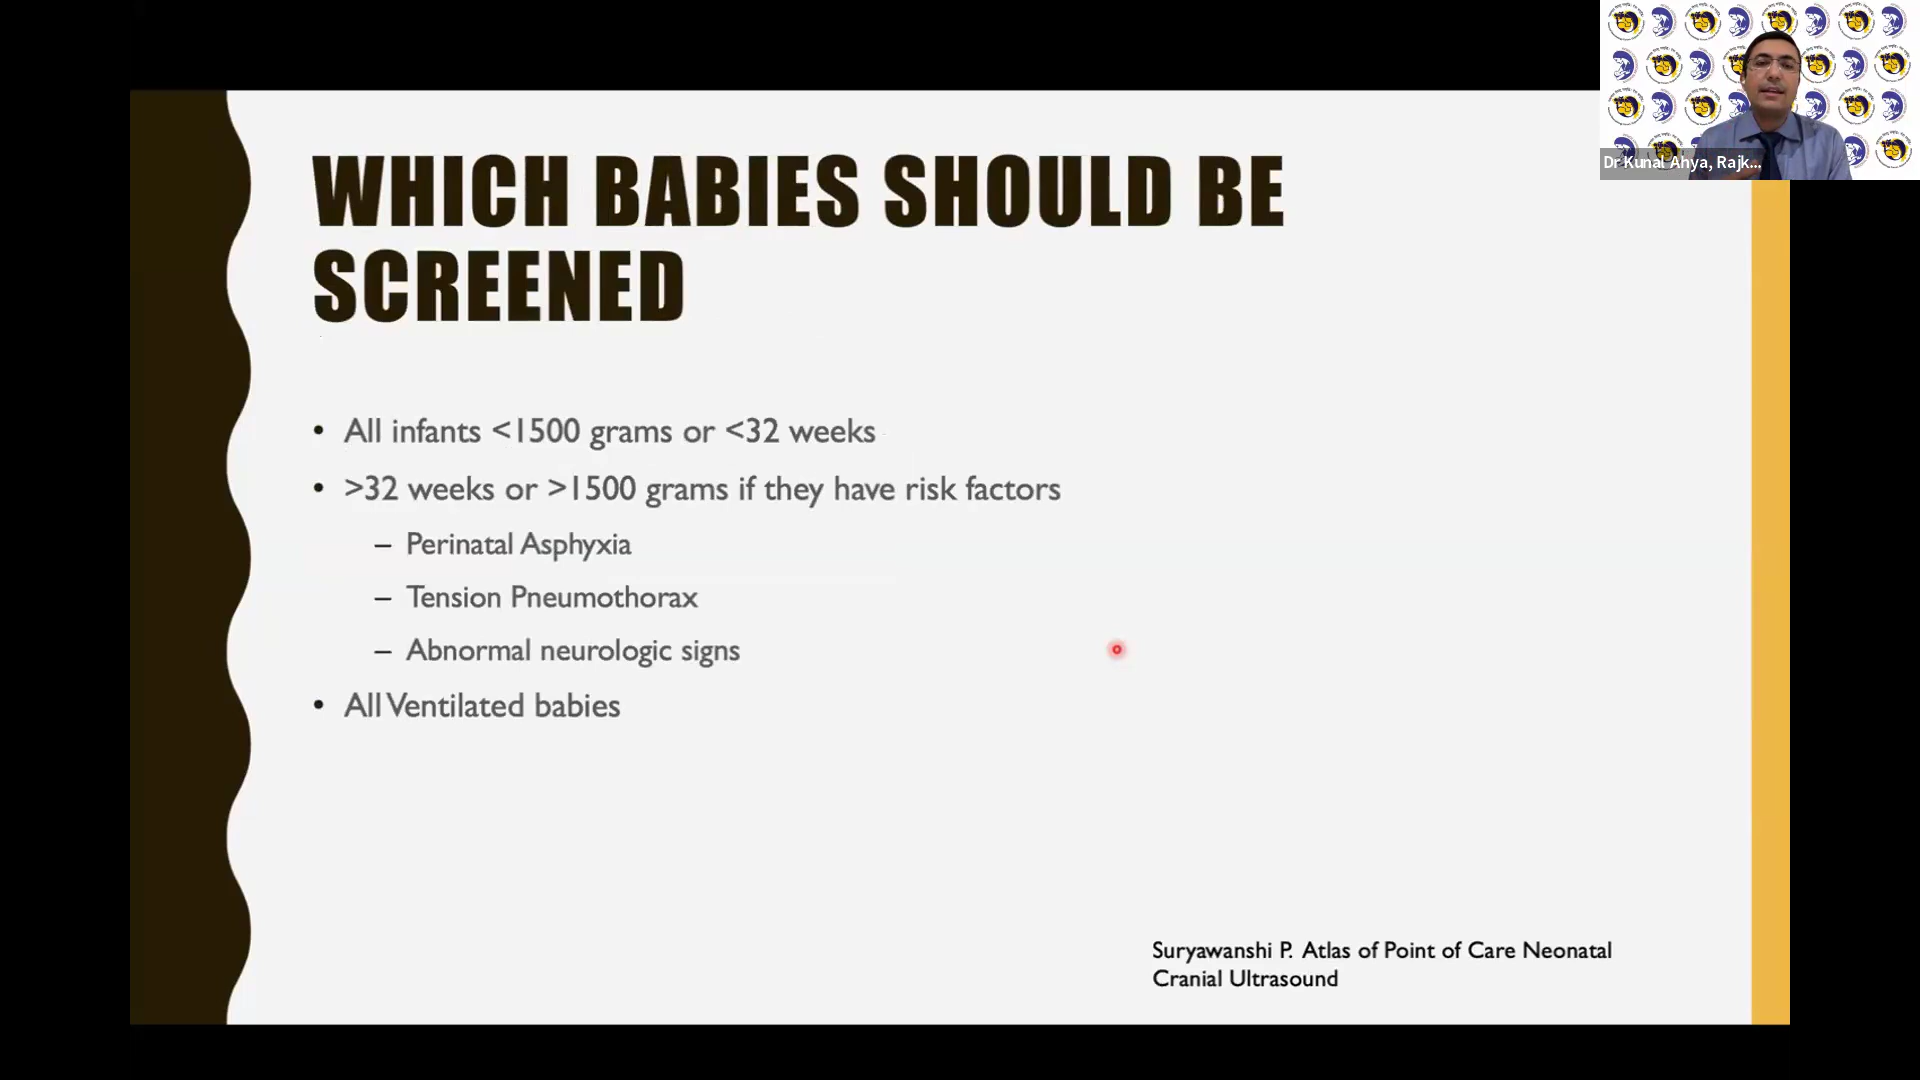 WHICH BABIES SHOULD BE
SCREENED
• All infants <1500 grams or <32 weeks
• >32 weeks or >1500 grams if they have risk factors
– Perinatal Asphyxia
– Tension Pneumothorax
– Abnormal neurologic signs
• All Ventilated babies
Suryawanshi P. Atlas of Point of Care Neonatal
Cranial Ultrasound
Dr Kunal Ahya, Rajk...